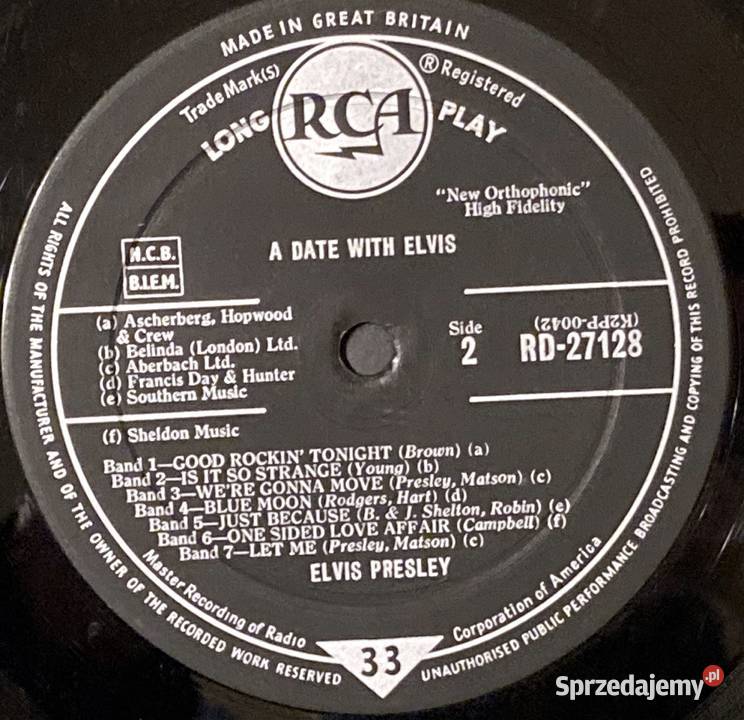 MADE IN GREAT BRITAIN
Trade Mark(s) ® Registered
LONG RCA PLAY
"New Orthophonic"
High Fidelity
A DATE WITH ELVIS
M.C.B.
B.I.E.M.
(a) Ascherberg, Hopwood
& Crew
(b) Belinda (London) Ltd.
(c) Aberbach Ltd.
(d) Francis Day & Hunter
(e) Southern Music
(f) Sheldon Music
Side
2
(K2PP-0042)
RD-27128
Band 1—GOOD ROCKIN' TONIGHT (Brown) (a)
Band 2—IS IT SO STRANGE (Young) (b)
Band 3—WE'RE GONNA MOVE (Presley, Matson) (c)
Band 4—BLUE MOON (Rodgers, Hart) (d)
Band 5—JUST BECAUSE (B. & J. Shelton, Robin) (e)
Band 6—ONE SIDED LOVE AFFAIR (Campbell) (f)
Band 7—LET ME (Presley, Matson) (c)
ELVIS PRESLEY
Master Recording of Radio Corporation of America
33
ALL RIGHTS OF THE MANUFACTURER AND OF THE OWNER OF THE RECORDED WORK RESERVED
UNAUTHORISED PUBLIC PERFORMANCE BROADCASTING AND COPYING OF THIS RECORD PROHIBITED
Sprzedajemy.pl